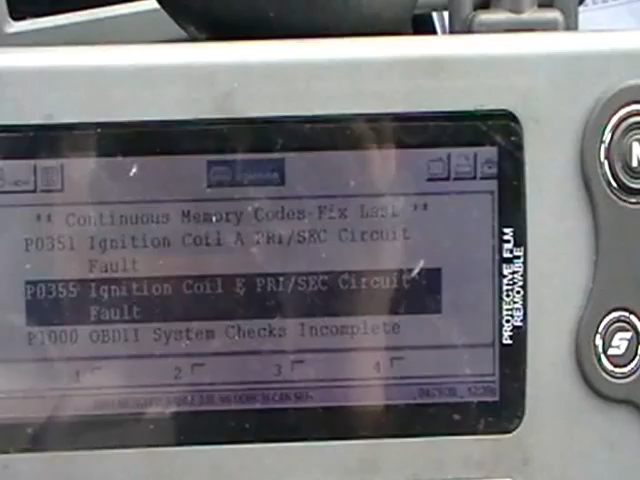 ** Continuous Memory Codes-Fix Last **
P0351 Ignition Coil A PRI/SEC Circuit
Fault
P0355 Ignition Coil E PRI/SEC Circuit
Fault
P1000 OBDII System Checks Incomplete
1 2 3 4
PROTECTIVE FILM
REMOVABLE
N
S